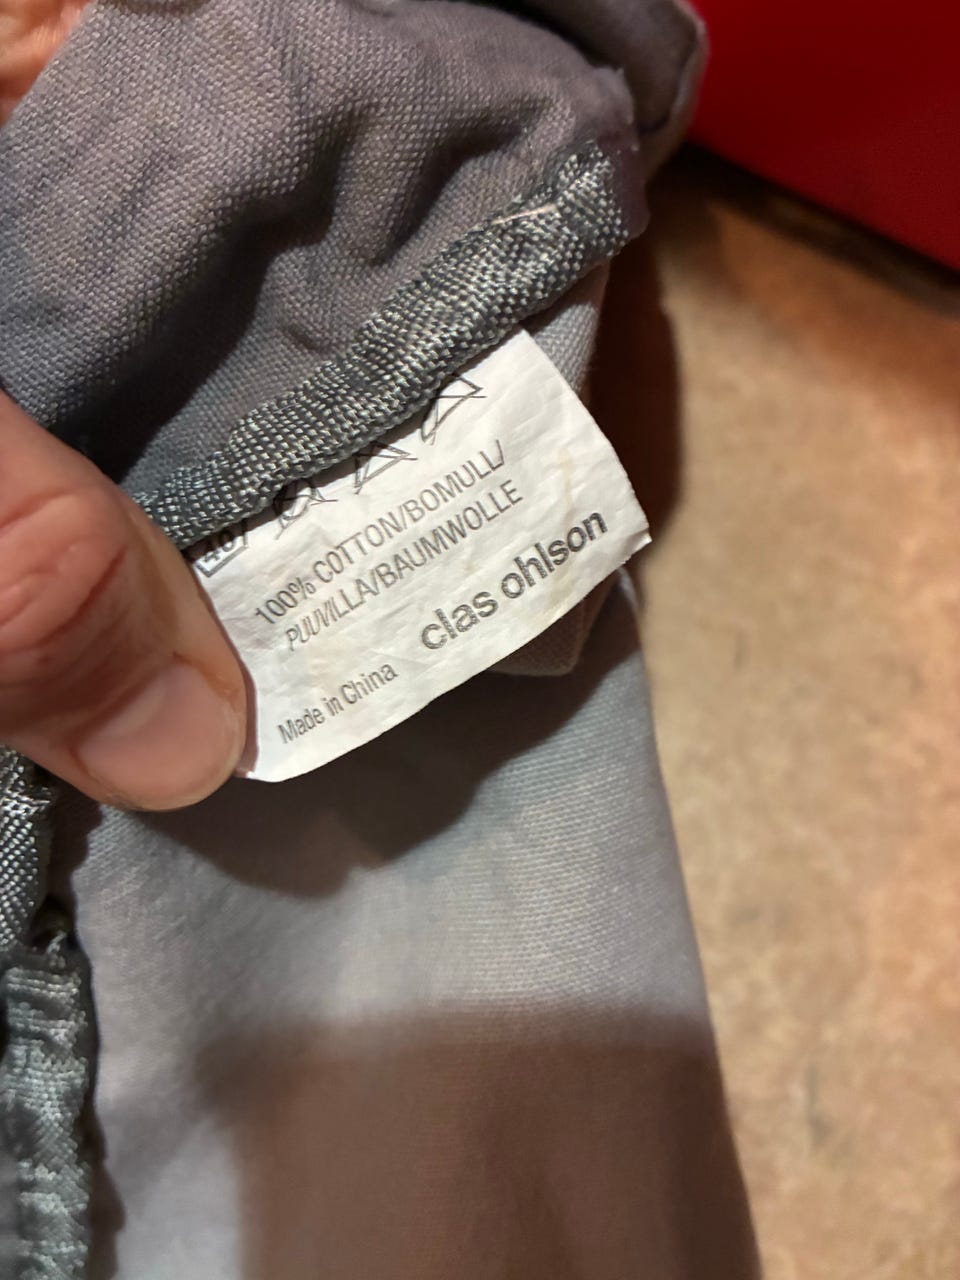 40
100% COTTON/BOMULL/
PUUVILLA/BAUMWOLLE
clas ohlson
Made in China